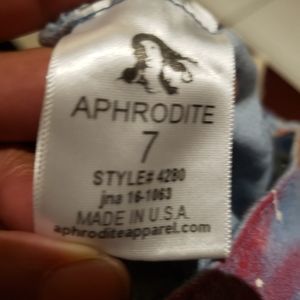 APHRODITE
7
STYLE# 4280
jna 16-1063
MADE IN U.S.A.
aphroditeapparel.com